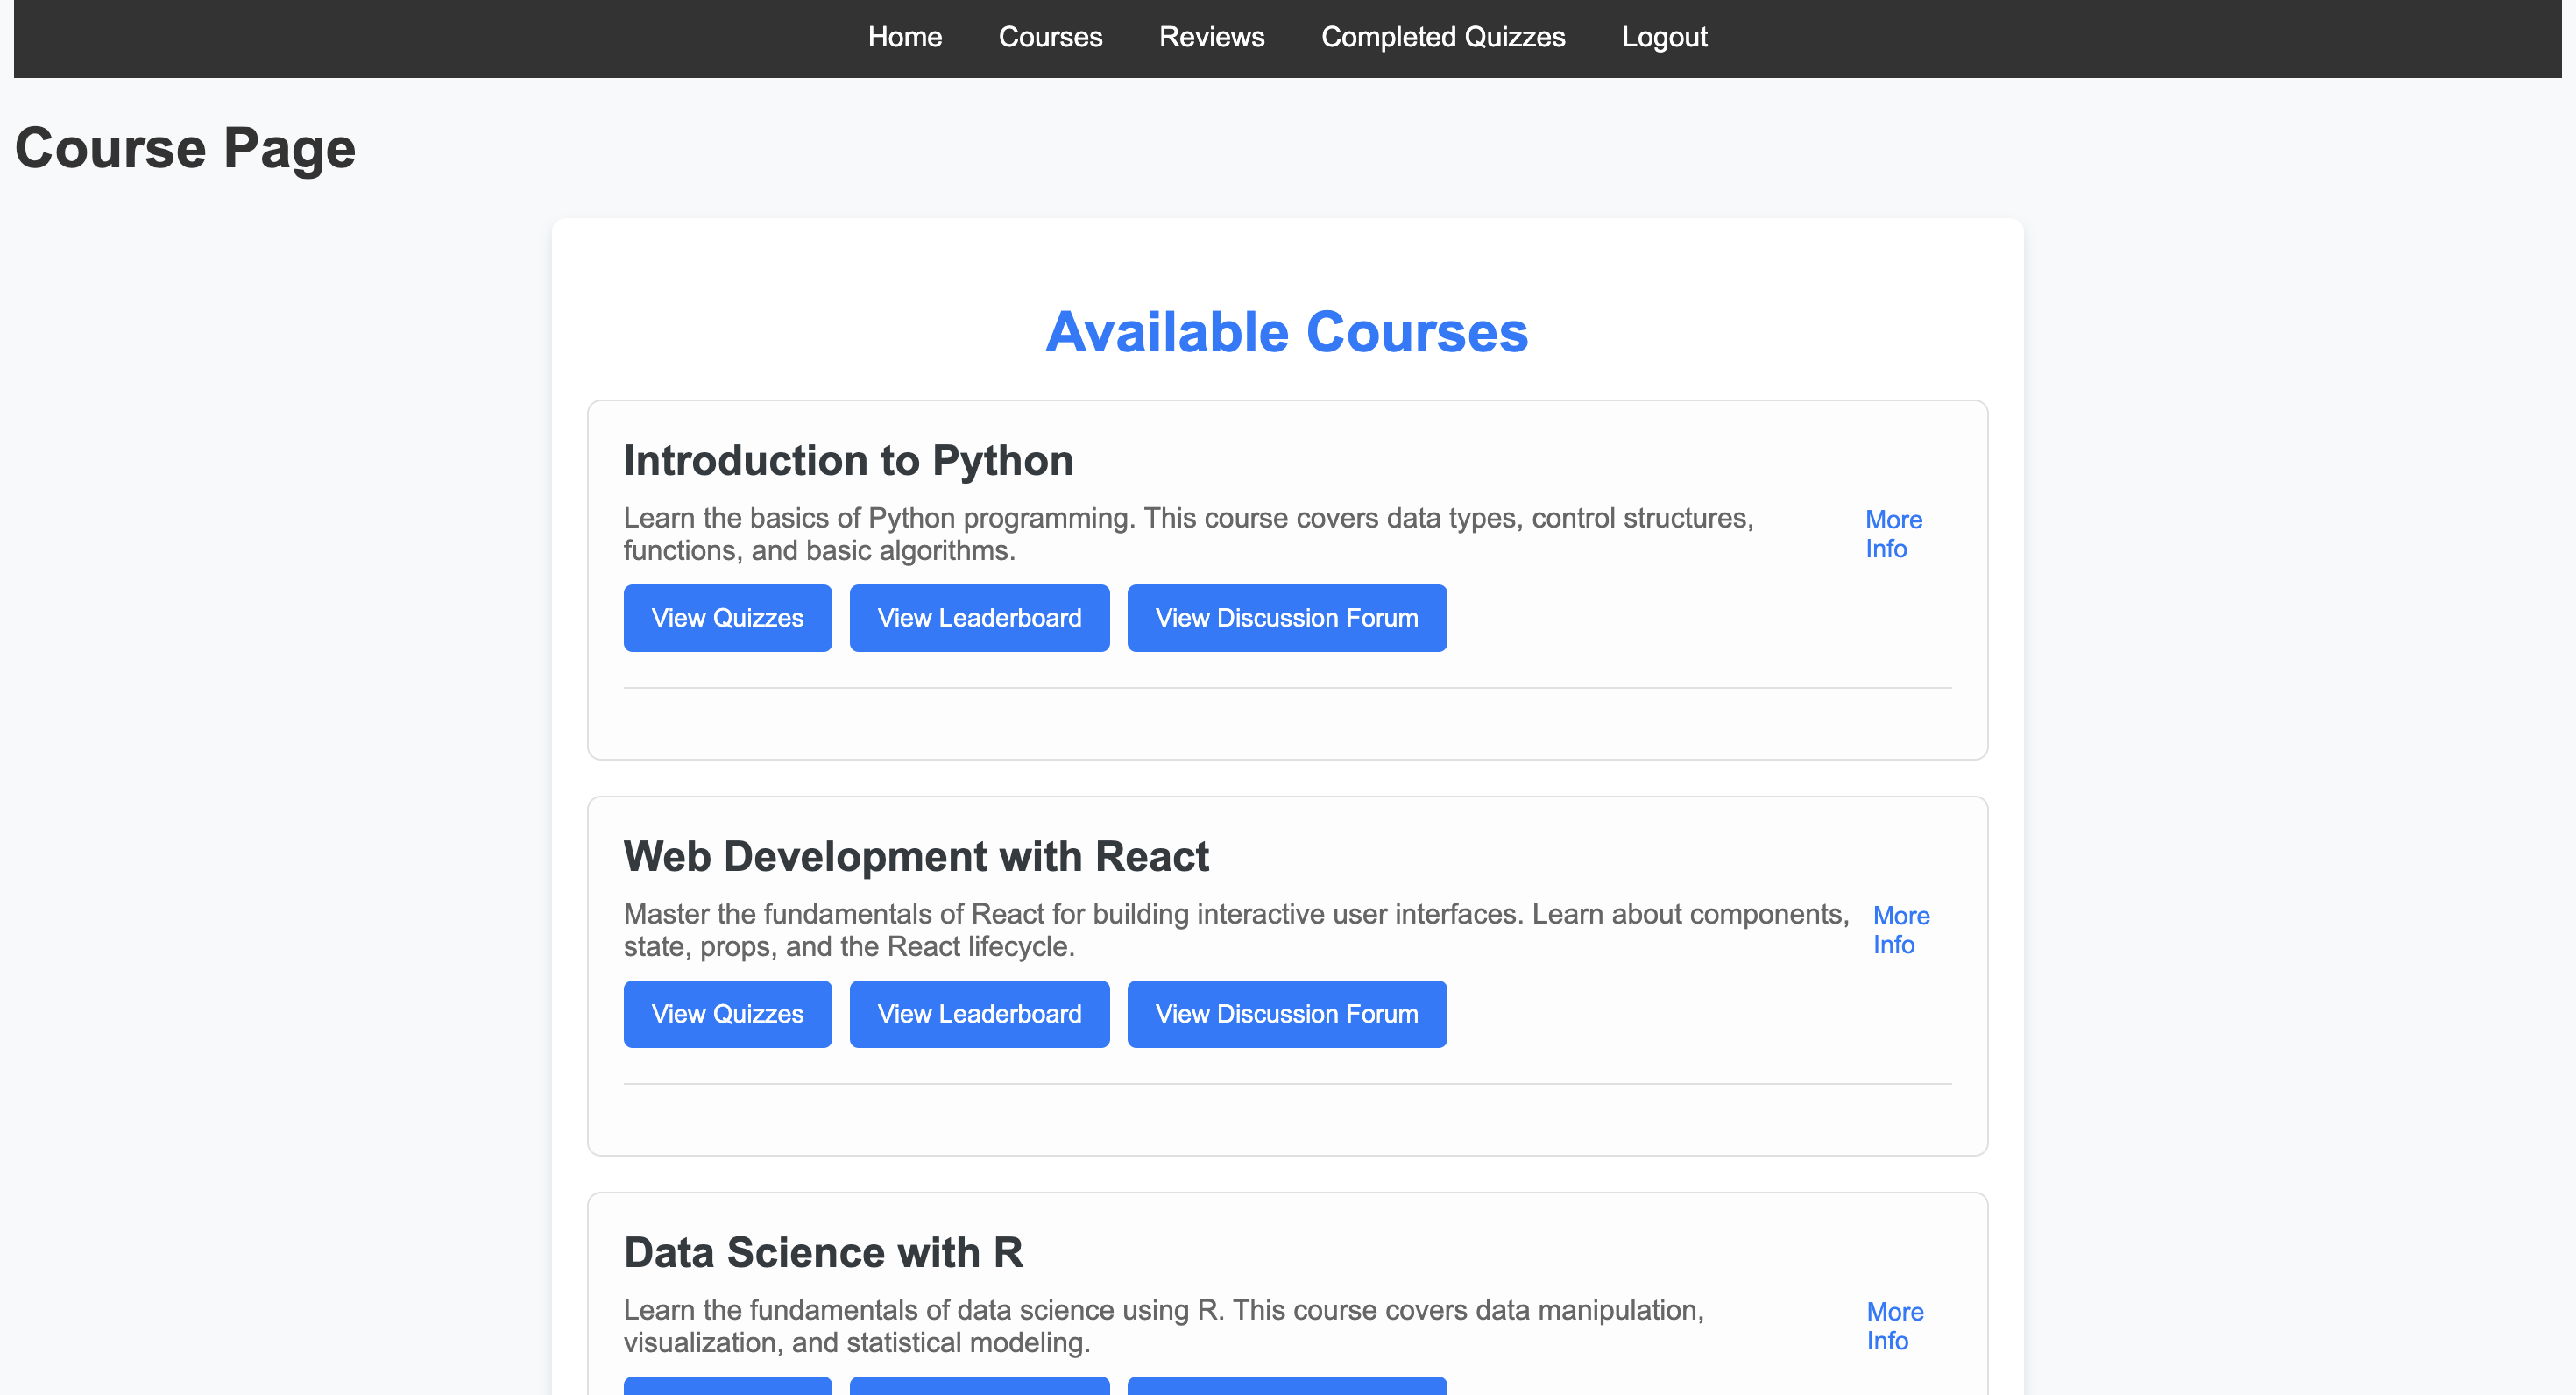 Home Courses Reviews Completed Quizzes Logout
Course Page
Available Courses
Introduction to Python
Learn the basics of Python programming. This course covers data types, control structures,
functions, and basic algorithms.
More
Info
View Quizzes View Leaderboard View Discussion Forum
Web Development with React
Master the fundamentals of React for building interactive user interfaces. Learn about components,
state, props, and the React lifecycle.
More
Info
View Quizzes View Leaderboard View Discussion Forum
Data Science with R
Learn the fundamentals of data science using R. This course covers data manipulation,
visualization, and statistical modeling.
More
Info